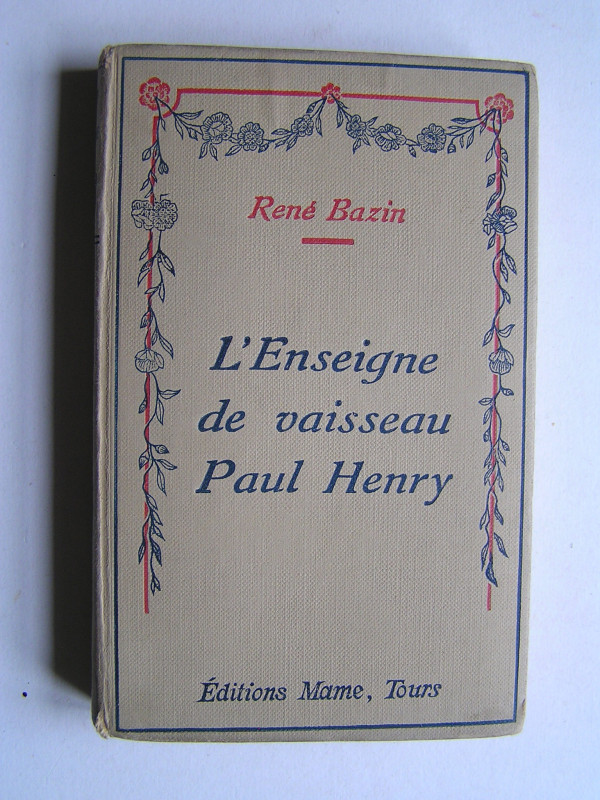 René Bazin
L'Enseigne
de vaisseau
Paul Henry
Éditions Mame, Tours